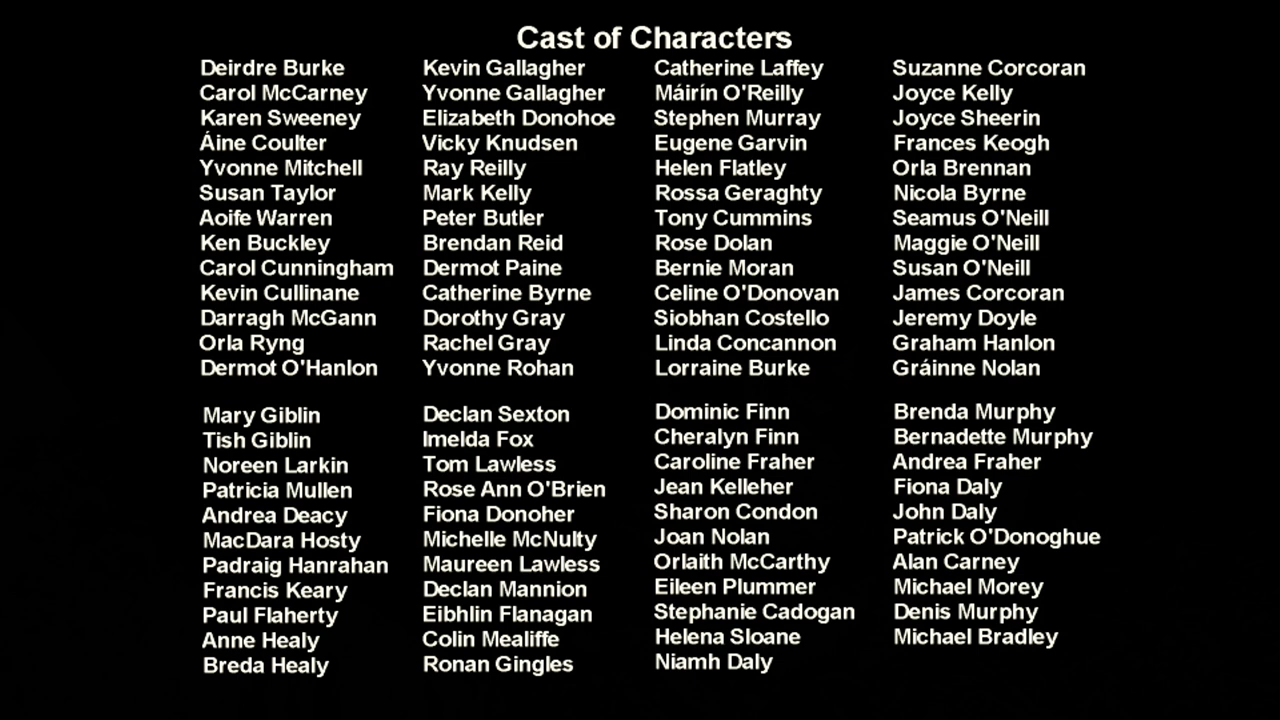 Cast of Characters
Deirdre Burke
Carol McCarney
Karen Sweeney
Áine Coulter
Yvonne Mitchell
Susan Taylor
Aoife Warren
Ken Buckley
Carol Cunningham
Kevin Cullinane
Darragh McGann
Orla Ryng
Dermot O'Hanlon
Kevin Gallagher
Yvonne Gallagher
Elizabeth Donohoe
Vicky Knudsen
Ray Reilly
Mark Kelly
Peter Butler
Brendan Reid
Dermot Paine
Catherine Byrne
Dorothy Gray
Rachel Gray
Yvonne Rohan
Catherine Laffey
Máirín O'Reilly
Stephen Murray
Eugene Garvin
Helen Flatley
Rossa Geraghty
Tony Cummins
Rose Dolan
Bernie Moran
Celine O'Donovan
Siobhan Costello
Linda Concannon
Lorraine Burke
Suzanne Corcoran
Joyce Kelly
Joyce Sheerin
Frances Keogh
Orla Brennan
Nicola Byrne
Seamus O'Neill
Maggie O'Neill
Susan O'Neill
James Corcoran
Jeremy Doyle
Graham Hanlon
Gráinne Nolan
Mary Giblin
Tish Giblin
Noreen Larkin
Patricia Mullen
Andrea Deacy
MacDara Hosty
Padraig Hanrahan
Francis Keary
Paul Flaherty
Anne Healy
Breda Healy
Declan Sexton
Imelda Fox
Tom Lawless
Rose Ann O'Brien
Fiona Donoher
Michelle McNulty
Maureen Lawless
Declan Mannion
Eibhlin Flanagan
Colin Mealiffe
Ronan Gingles
Dominic Finn
Cheralyn Finn
Caroline Fraher
Jean Kelleher
Sharon Condon
Joan Nolan
Orlaith McCarthy
Eileen Plummer
Stephanie Cadogan
Helena Sloane
Niamh Daly
Brenda Murphy
Bernadette Murphy
Andrea Fraher
Fiona Daly
John Daly
Patrick O'Donoghue
Alan Carney
Michael Morey
Denis Murphy
Michael Bradley